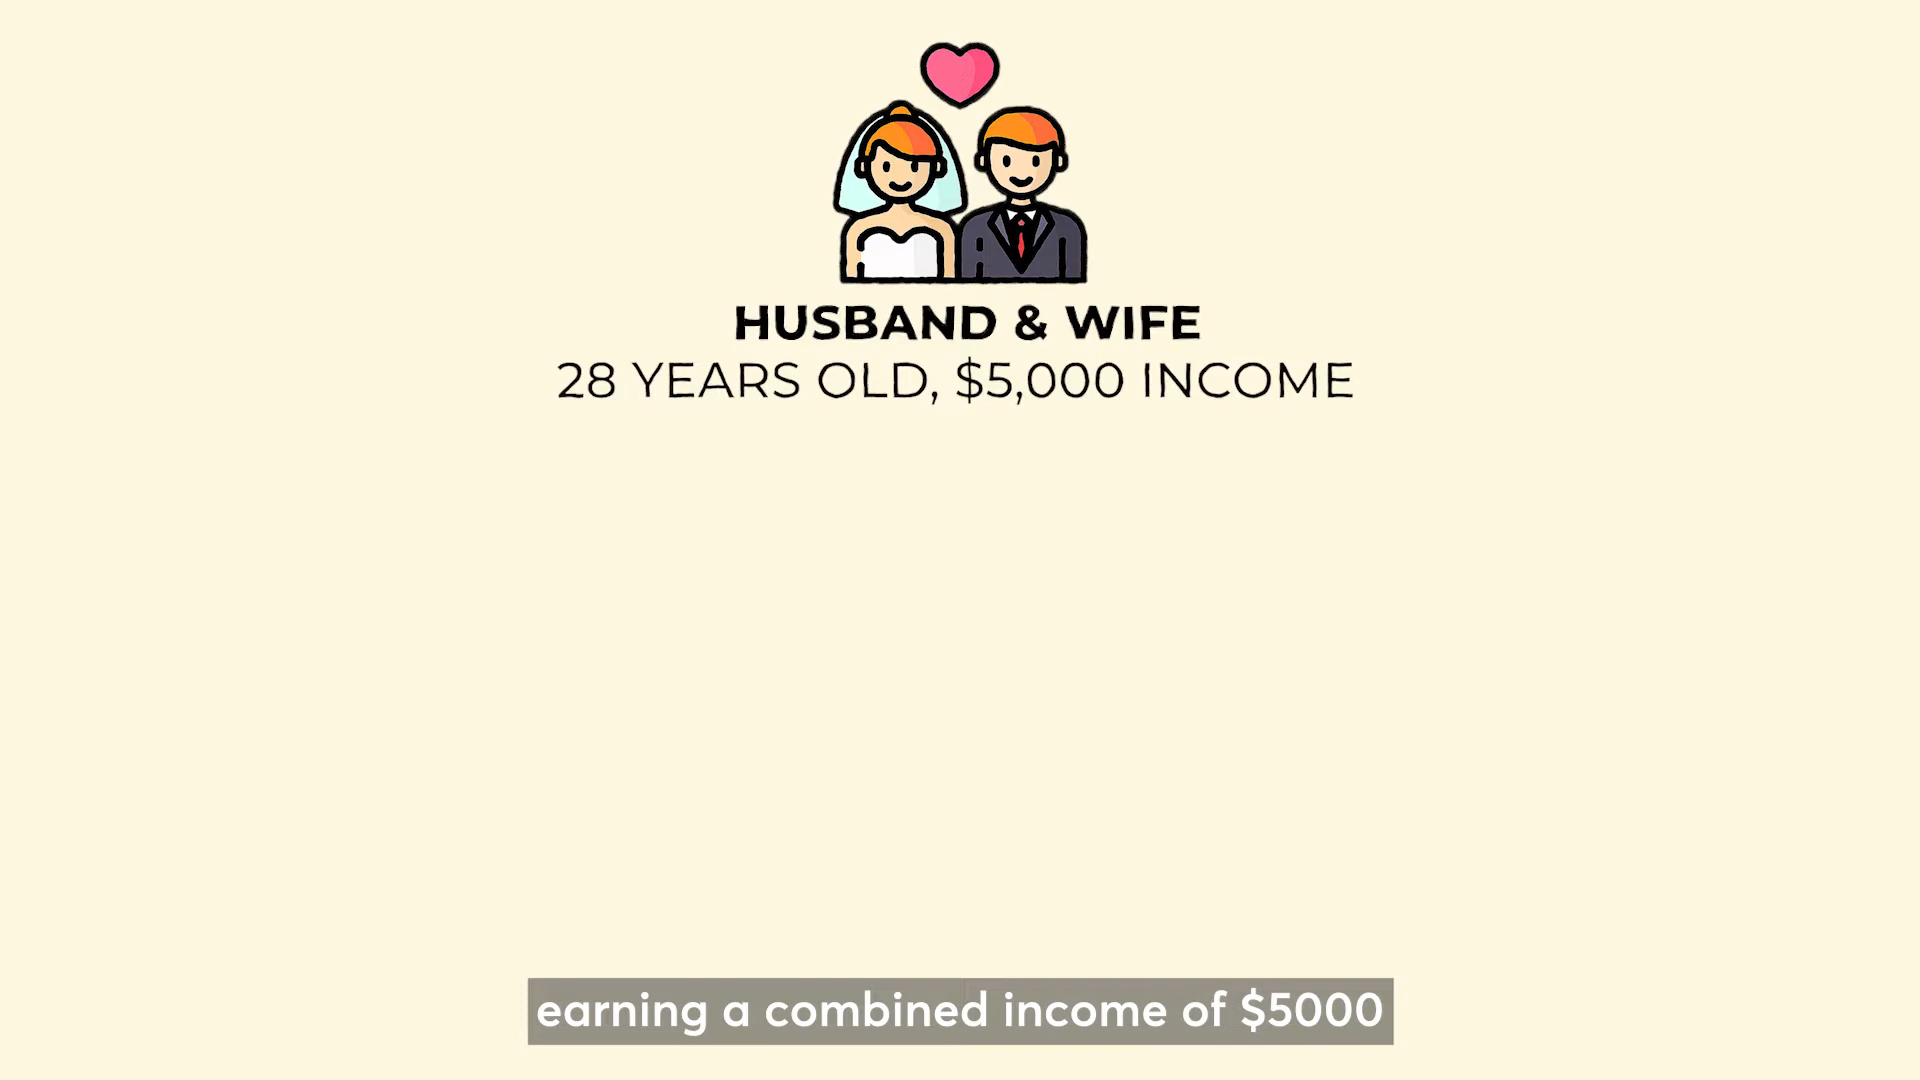 HUSBAND & WIFE
28 YEARS OLD, $5,000 INCOME
earning a combined income of $5000